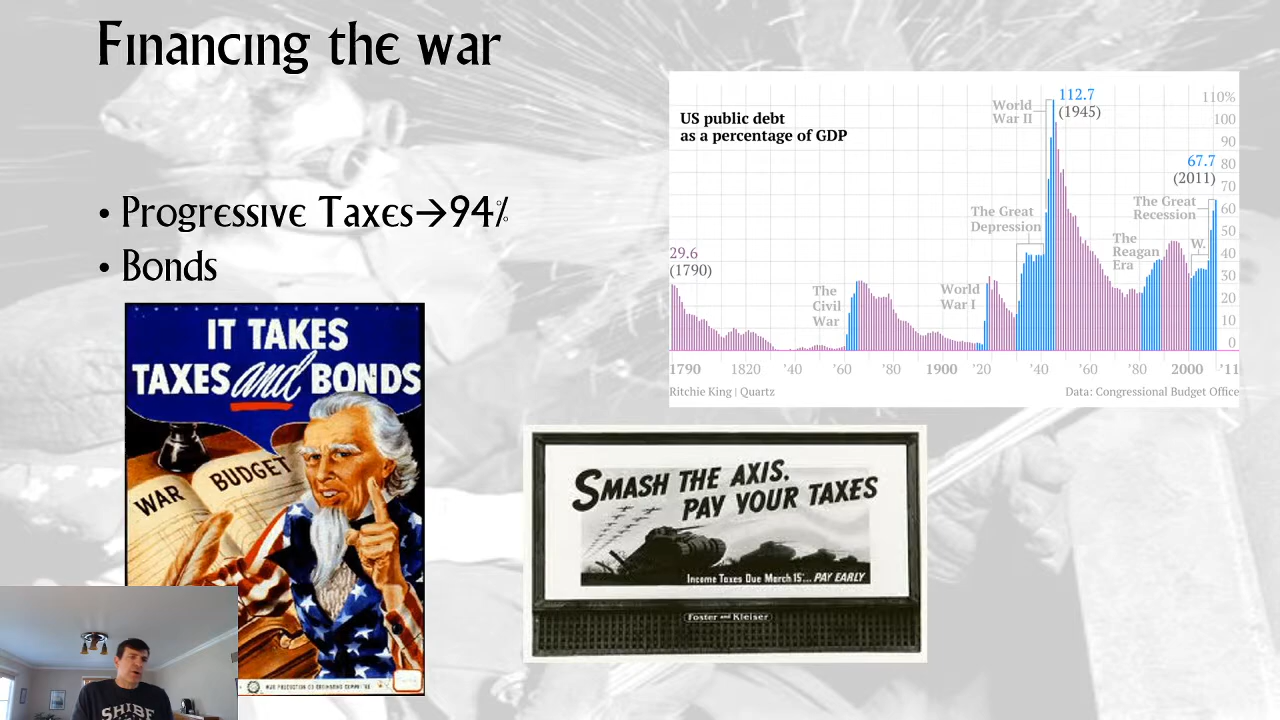 Financing the war
• Progressive Taxes→94%
• Bonds
IT TAKES
TAXES and BONDS
WAR
BUDGET
US public debt
as a percentage of GDP
World
War II
112.7
(1945)
110%
100
90
80
70
60
50
40
30
20
10
0
67.7
(2011)
The Great
Recession
The Great
Depression
The
Reagan
Era
W.
29.6
(1790)
The
Civil
War
World
War I
1790 1820 '40 '60 '80 1900 '20 '40 '60 '80 2000 '11
Ritchie King | Quartz
Data: Congressional Budget Office
SMASH THE AXIS.
PAY YOUR TAXES
Income Taxes Due March 15... PAY EARLY
Foster and Kleiser
SHIBE